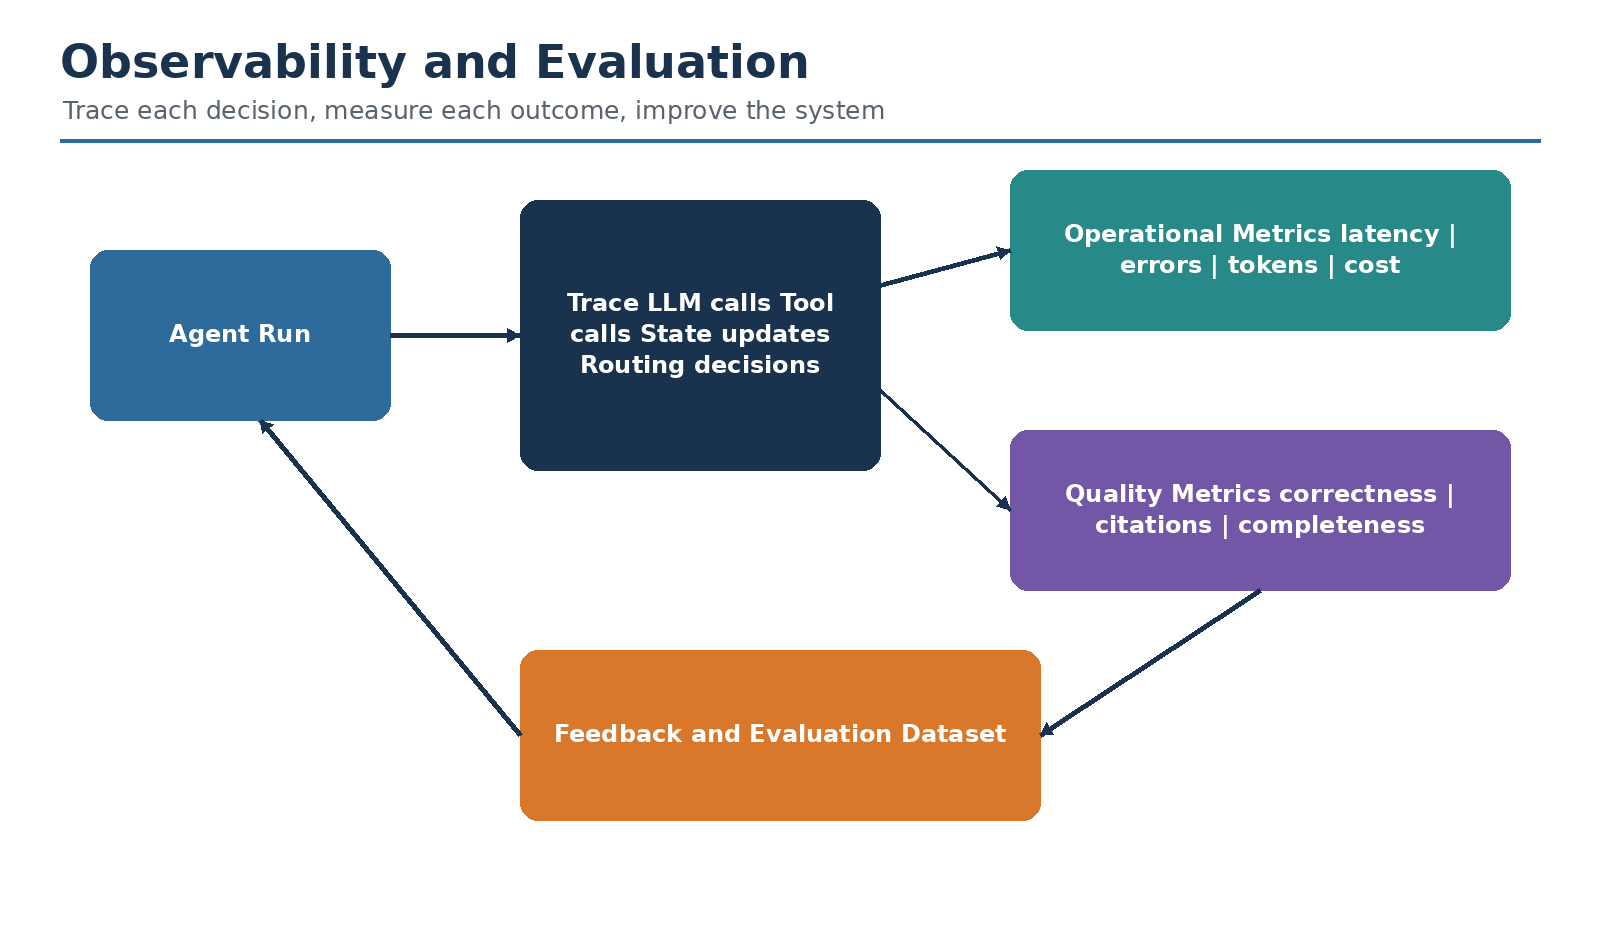 Observability and Evaluation
Trace each decision, measure each outcome, improve the system
Agent Run
Trace LLM calls Tool
calls State updates
Routing decisions
Operational Metrics latency |
errors | tokens | cost
Quality Metrics correctness |
citations | completeness
Feedback and Evaluation Dataset